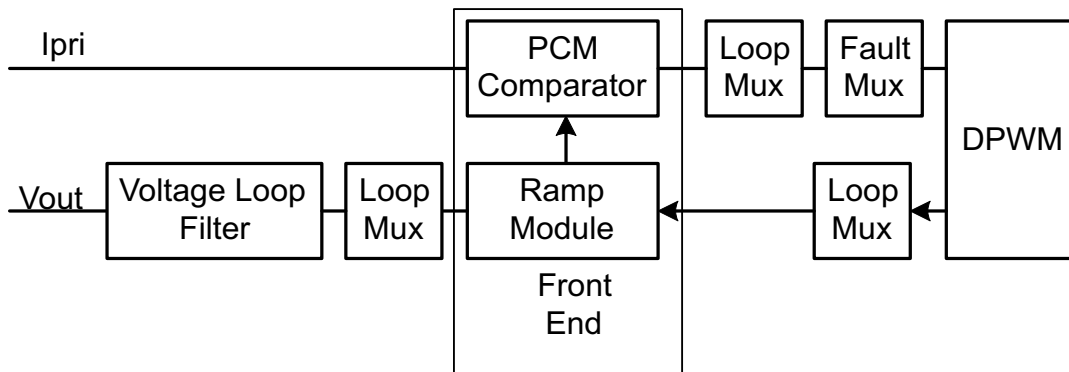 Ipri
PCM
Comparator
Loop
Mux
Fault
Mux
DPWM
Vout
Voltage Loop
Filter
Loop
Mux
Ramp
Module
Loop
Mux
Front
End